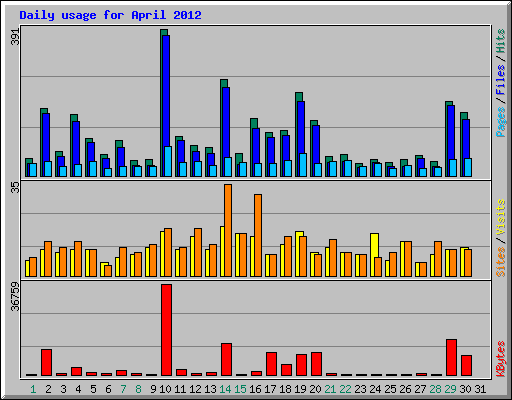 Daily usage for April 2012
391
Pages / Files / Hits
35
Sites / Visits
36759
KBytes
1 2 3 4 5 6 7 8 9 10 11 12 13 14 15 16 17 18 19 20 21 22 23 24 25 26 27 28 29 30 31